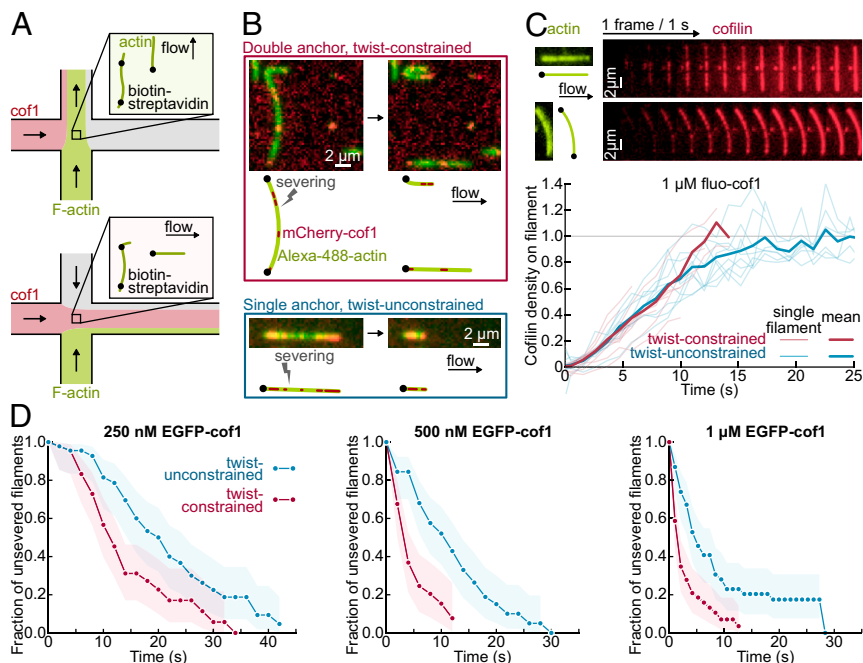 A
actin
flow
biotin-
streptavidin
cof1
F-actin
flow
biotin-
streptavidin
cof1
F-actin
B
Double anchor, twist-constrained
2 µm
severing
flow
mCherry-cof1
Alexa-488-actin
Single anchor, twist-unconstrained
2 µm
severing
flow
C
actin
1 frame / 1 s
cofilin
flow
2µm
2µm
1 µM fluo-cof1
Cofilin density on filament
1.4
1.2
1.0
0.8
0.6
0.4
0.2
0.0
single
filament
mean
twist-constrained
twist-unconstrained
0
5
10
15
20
25
Time (s)
D
250 nM EGFP-cof1
Fraction of unsevered filaments
1.0
0.8
0.6
0.4
0.2
0.0
twist-
unconstrained
twist-
constrained
0
10
20
30
40
Time (s)
500 nM EGFP-cof1
Fraction of unsevered filaments
1.0
0.8
0.6
0.4
0.2
0.0
0
10
20
30
Time (s)
1 µM EGFP-cof1
Fraction of unsevered filaments
1.0
0.8
0.6
0.4
0.2
0.0
0
10
20
30
Time (s)